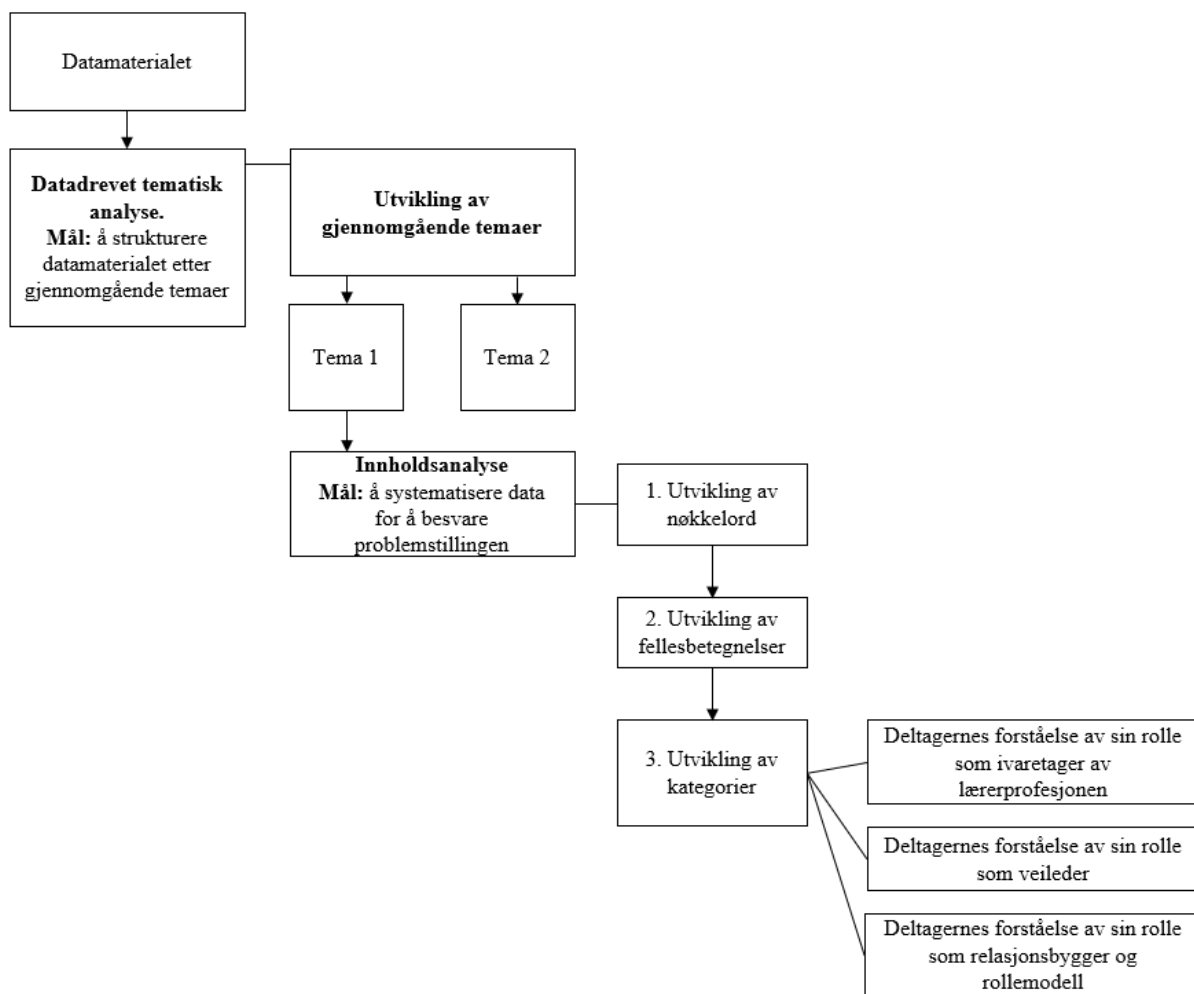 Datamaterialet
Datadrevet tematisk
analyse.
Mål: å strukturere
datamaterialet etter
gjennomgående temaer
Utvikling av
gjennomgående temaer
Tema 1
Tema 2
Innholdsanalyse
Mål: å systematisere data
for å besvare
problemstillingen
1. Utvikling av
nøkkelord
2. Utvikling av
fellesbetegnelser
3. Utvikling av
kategorier
Deltagernes forståelse av sin rolle
som ivaretager av
lærerprofesjonen
Deltagernes forståelse av sin rolle
som veileder
Deltagernes forståelse av sin rolle
som relasjonsbygger og
rollemodell